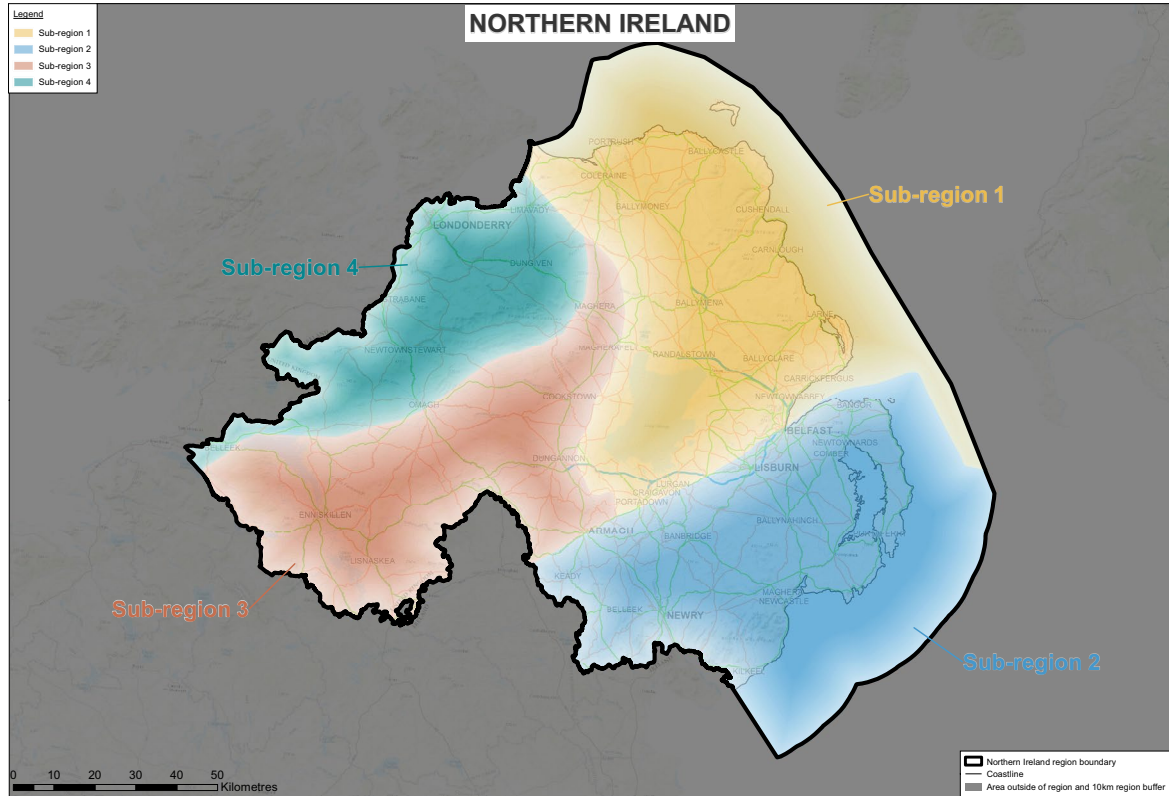 Legend
Sub-region 1
Sub-region 2
Sub-region 3
Sub-region 4
NORTHERN IRELAND
PORTRUSH
BALLYCASTLE
COLERAINE
Sub-region 1
LIMAVADY
BALLYMONEY
CUSHENDALL
LONDONDERRY
CARNLOUGH
Sub-region 4
DUNGIVEN
STRABANE
MAGHERA
BALLYMENA
LARNE
NEWTOWNSTEWART
MAGHERAFELT
RANDALSTOWN
BALLYCLARE
CARRICKFERGUS
COOKSTOWN
NEWTOWNABBEY
OMAGH
BANGOR
BELFAST
BELLEEK
NEWTOWNARDS
COMBER
DUNGANNON
LISBURN
LURGAN
CRAIGAVON
PORTADOWN
ENNISKILLEN
BALLYNAHINCH
ARMAGH
BANBRIDGE
LISNASKEA
KEADY
MAGHERA
NEWCASTLE
Sub-region 3
BELLEEK
NEWRY
Sub-region 2
KILKEEL
0 10 20 30 40 50
Kilometres
Northern Ireland region boundary
Coastline
Area outside of region and 10km region buffer